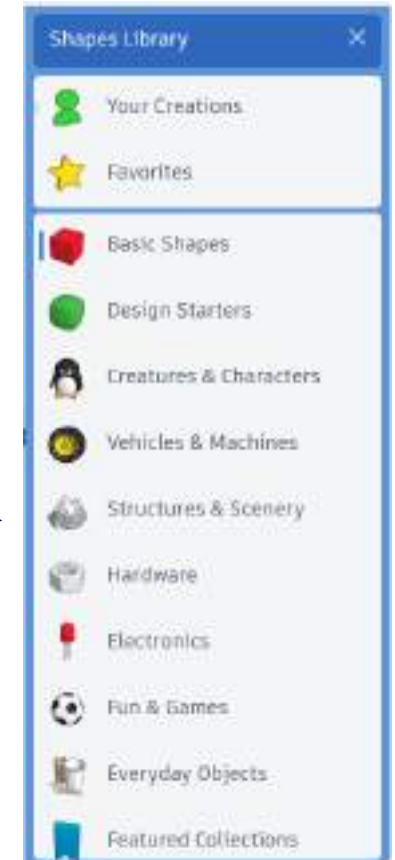 Shapes Library
Your Creations
Favorites
Basic Shapes
Design Starters
Creatures & Characters
Vehicles & Machines
Structures & Scenery
Hardware
Electronics
Fun & Games
Everyday Objects
Featured Collections